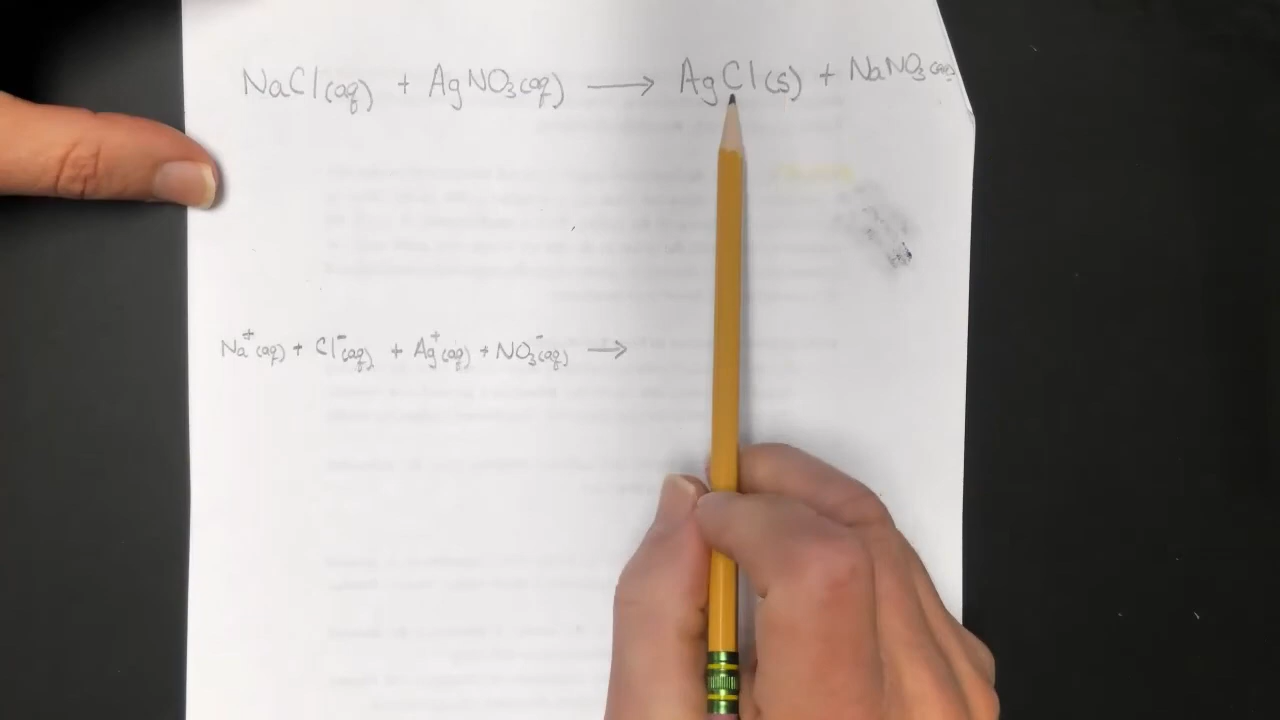 NaCl(aq) + AgNO₃(aq) ⟶ AgCl(s) + NaNO₃(aq)
Na⁺(aq) + Cl⁻(aq) + Ag⁺(aq) + NO₃⁻(aq) ⟶